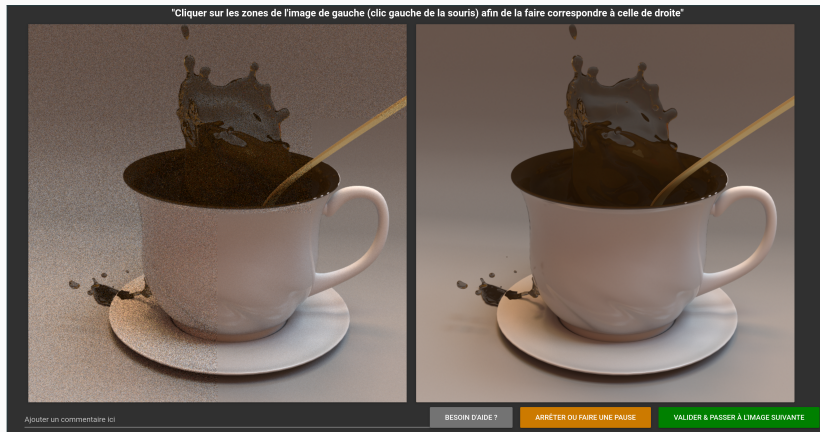 "Cliquer sur les zones de l'image de gauche (clic gauche de la souris) afin de la faire correspondre à celle de droite"
Ajouter un commentaire ici
BESOIN D'AIDE ?
ARRÊTER OU FAIRE UNE PAUSE
VALIDER & PASSER À L'IMAGE SUIVANTE